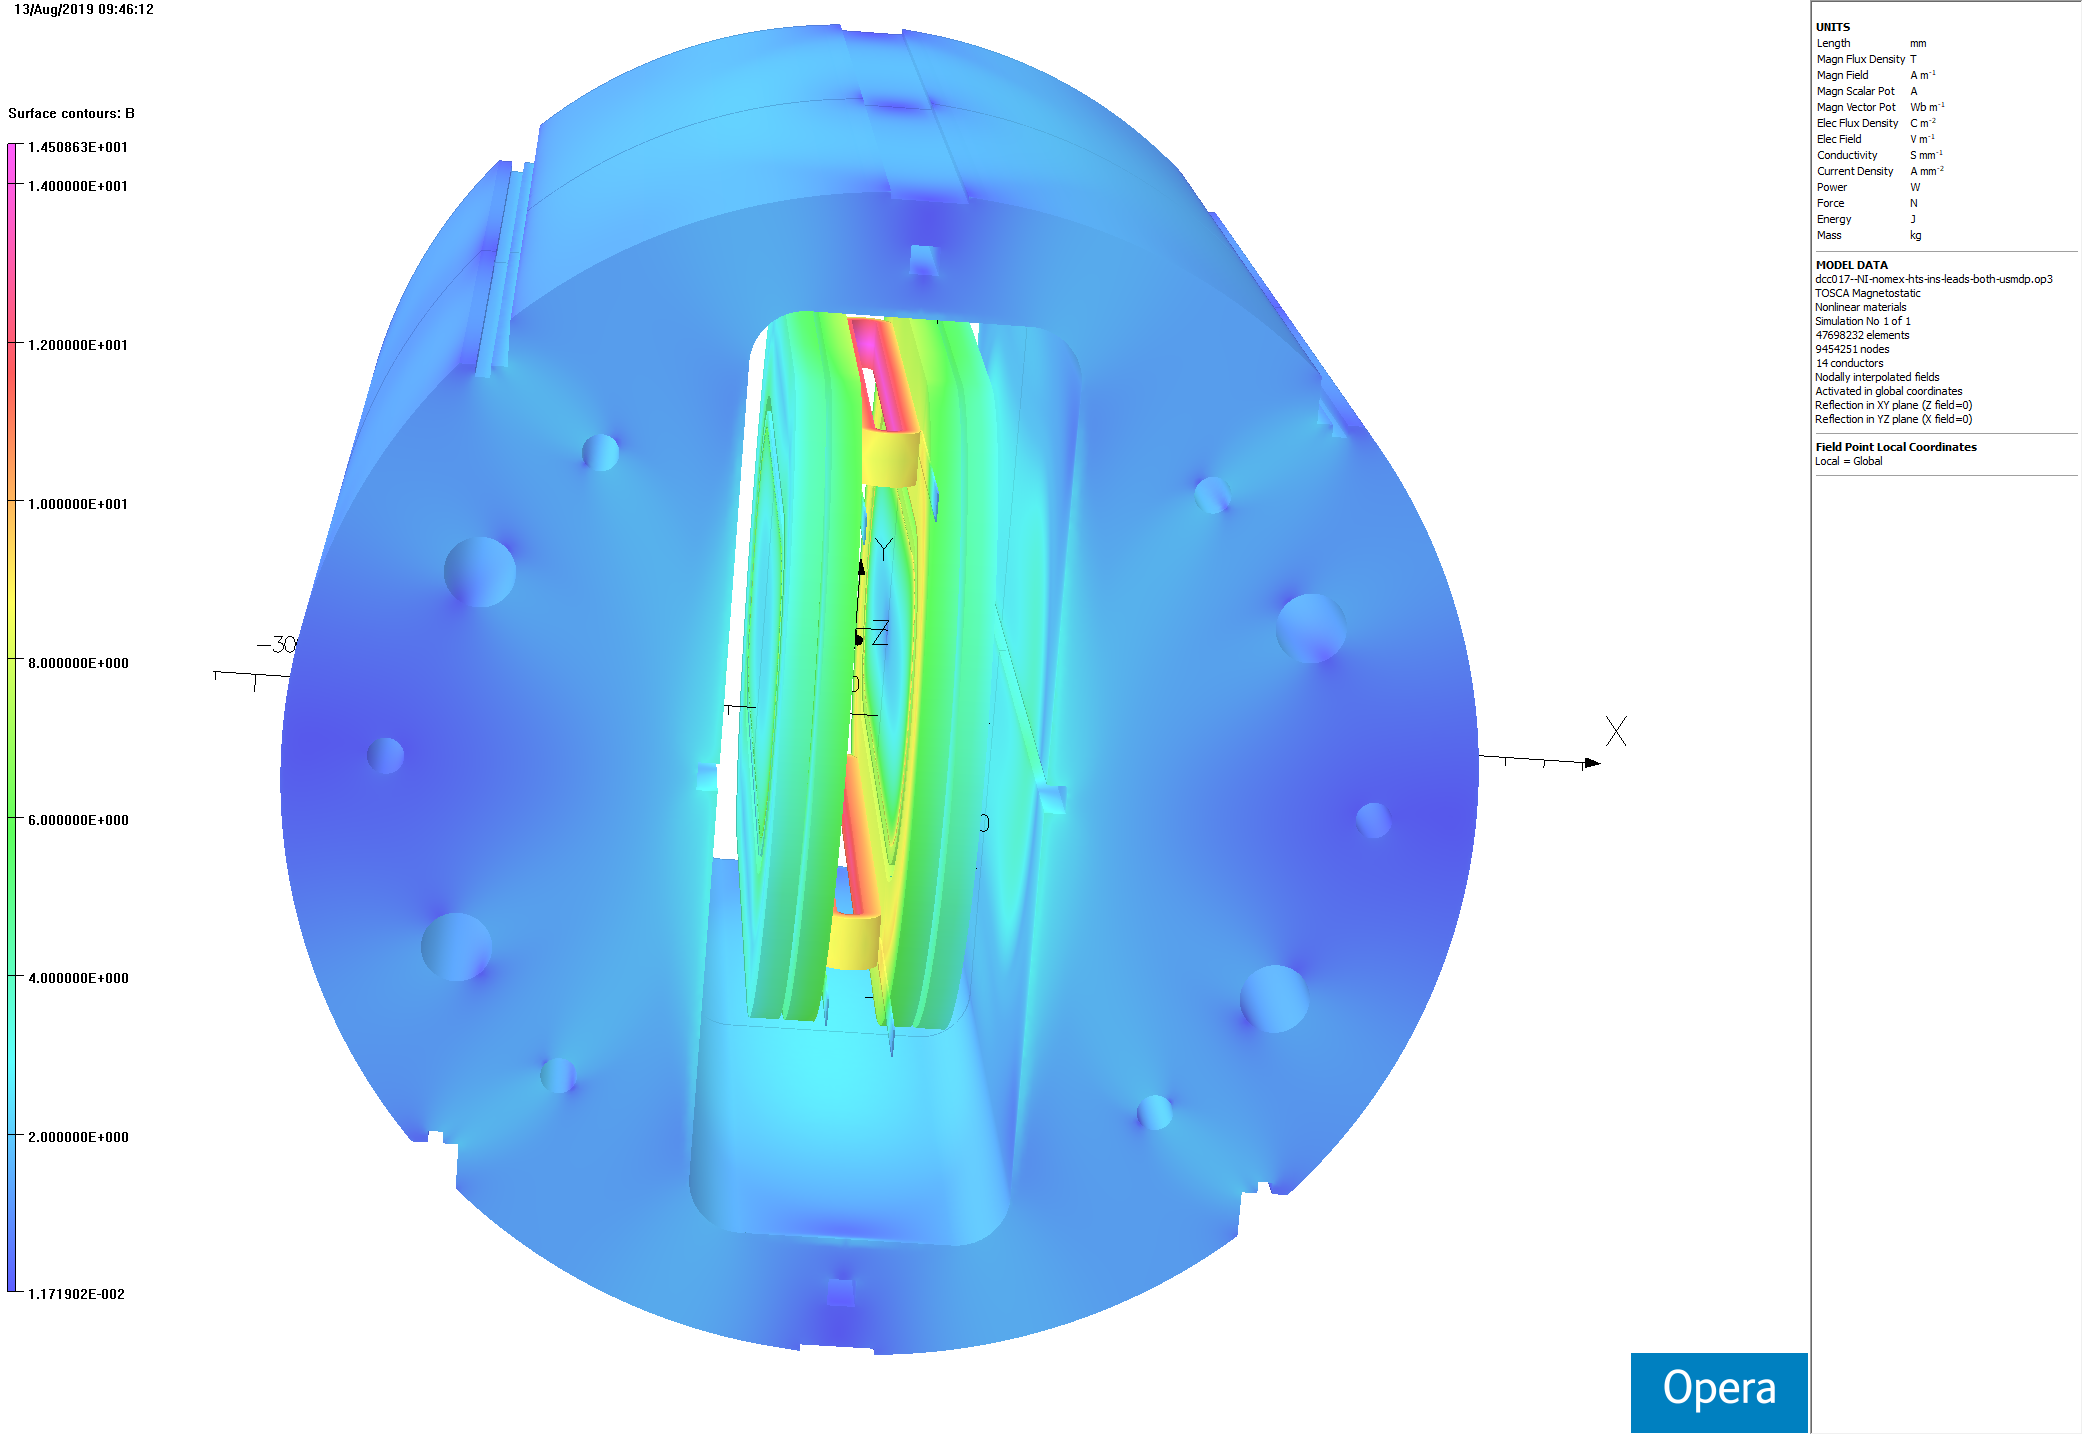 13/Aug/2019 09:46:12
Surface contours: B
1.450863E+001
1.400000E+001
1.200000E+001
1.000000E+001
8.000000E+000
6.000000E+000
4.000000E+000
2.000000E+000
1.171902E-002
Y
Z
-30
0
X
0
UNITS
Length mm
Magn Flux Density T
Magn Field A m⁻¹
Magn Scalar Pot A
Magn Vector Pot Wb m⁻¹
Elec Flux Density C m⁻²
Elec Field V m⁻¹
Conductivity S mm⁻¹
Current Density A mm⁻²
Power W
Force N
Energy J
Mass kg
MODEL DATA
dcc017--NI-nomex-hts-ins-leads-both-usmdp.op3
TOSCA Magnetostatic
Nonlinear materials
Simulation No 1 of 1
47698232 elements
9454251 nodes
14 conductors
Nodally interpolated fields
Activated in global coordinates
Reflection in XY plane (Z field=0)
Reflection in YZ plane (X field=0)
Field Point Local Coordinates
Local = Global
Opera